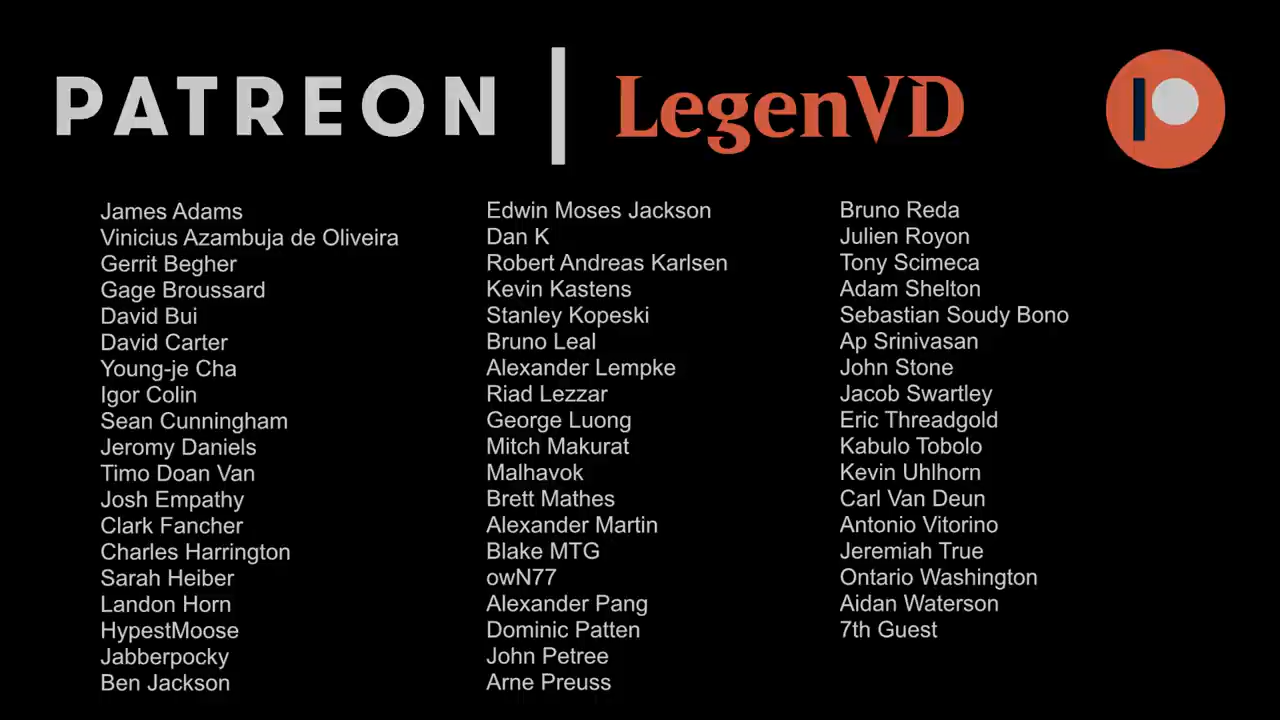 PATREON | LegenVD
James Adams
Vinicius Azambuja de Oliveira
Gerrit Begher
Gage Broussard
David Bui
David Carter
Young-je Cha
Igor Colin
Sean Cunningham
Jeromy Daniels
Timo Doan Van
Josh Empathy
Clark Fancher
Charles Harrington
Sarah Heiber
Landon Horn
HypestMoose
Jabberpocky
Ben Jackson
Edwin Moses Jackson
Dan K
Robert Andreas Karlsen
Kevin Kastens
Stanley Kopeski
Bruno Leal
Alexander Lempke
Riad Lezzar
George Luong
Mitch Makurat
Malhavok
Brett Mathes
Alexander Martin
Blake MTG
owN77
Alexander Pang
Dominic Patten
John Petree
Arne Preuss
Bruno Reda
Julien Royon
Tony Scimeca
Adam Shelton
Sebastian Soudy Bono
Ap Srinivasan
John Stone
Jacob Swartley
Eric Threadgold
Kabulo Tobolo
Kevin Uhlhorn
Carl Van Deun
Antonio Vitorino
Jeremiah True
Ontario Washington
Aidan Waterson
7th Guest